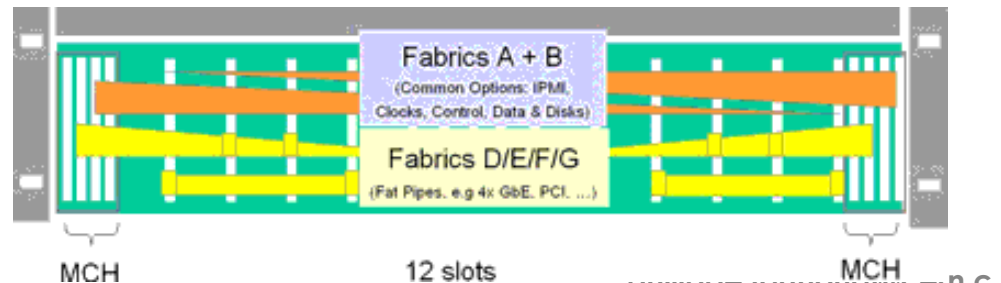 Fabrics A + B
(Common Options: IPMI,
Clocks, Control, Data & Disks)
Fabrics D/E/F/G
(Fat Pipes, e.g 4x GbE, PCI, ...)
MCH
12 slots
MCH